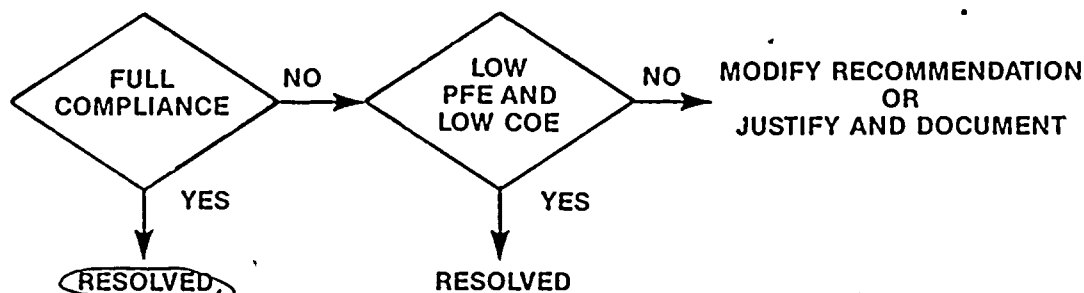 FULL
COMPLIANCE
NO
LOW
PFE AND
LOW COE
NO
MODIFY RECOMMENDATION
OR
JUSTIFY AND DOCUMENT
YES
YES
RESOLVED
RESOLVED